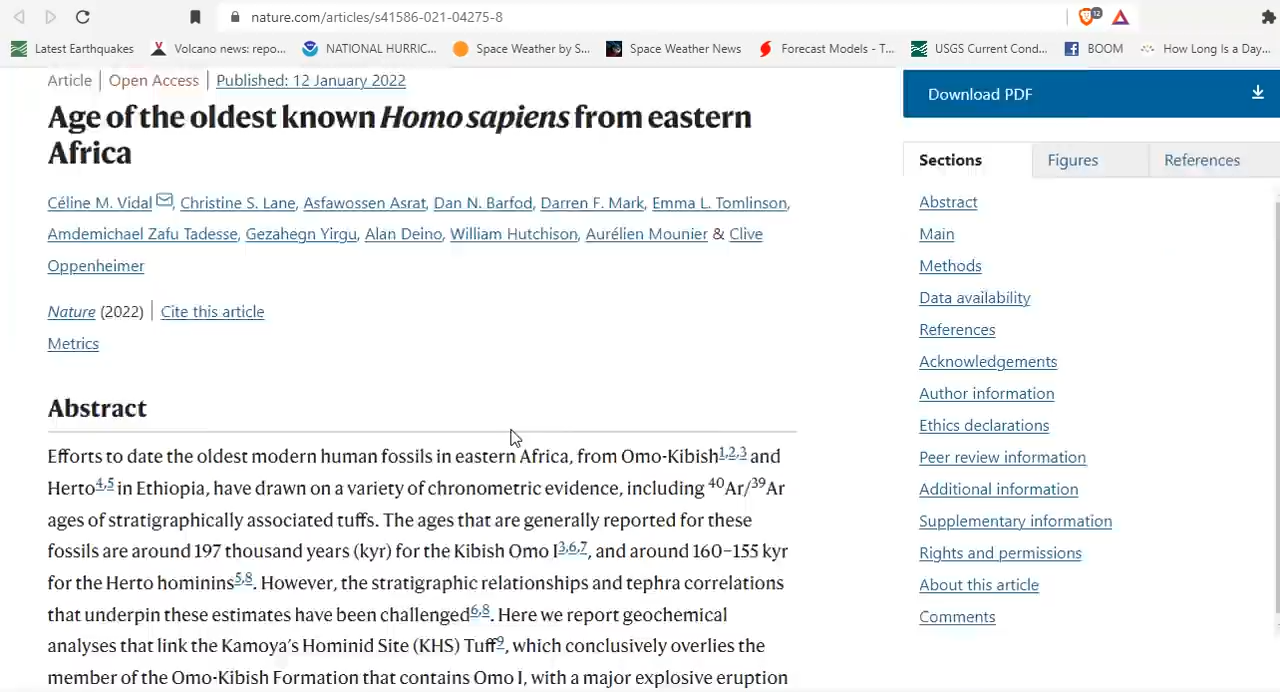 nature.com/articles/s41586-021-04275-8
12
Latest Earthquakes Volcano news: repo... NATIONAL HURRIC... Space Weather by S... Space Weather News Forecast Models - T... USGS Current Cond... BOOM How Long Is a Day...
Article | Open Access | Published: 12 January 2022
Age of the oldest known Homo sapiens from eastern
Africa
Céline M. Vidal, Christine S. Lane, Asfawossen Asrat, Dan N. Barfod, Darren F. Mark, Emma L. Tomlinson,
Amdemichael Zafu Tadesse, Gezahegn Yirgu, Alan Deino, William Hutchison, Aurélien Mounier & Clive
Oppenheimer
Nature (2022) | Cite this article
Metrics
Abstract
Efforts to date the oldest modern human fossils in eastern Africa, from Omo-Kibish1,2,3 and
Herto4,5 in Ethiopia, have drawn on a variety of chronometric evidence, including 40Ar/39Ar
ages of stratigraphically associated tuffs. The ages that are generally reported for these
fossils are around 197 thousand years (kyr) for the Kibish Omo I3,6,7, and around 160–155 kyr
for the Herto hominins5,8. However, the stratigraphic relationships and tephra correlations
that underpin these estimates have been challenged6,8. Here we report geochemical
analyses that link the Kamoya's Hominid Site (KHS) Tuff9, which conclusively overlies the
member of the Omo-Kibish Formation that contains Omo I, with a major explosive eruption
Download PDF
Sections Figures References
Abstract
Main
Methods
Data availability
References
Acknowledgements
Author information
Ethics declarations
Peer review information
Additional information
Supplementary information
Rights and permissions
About this article
Comments